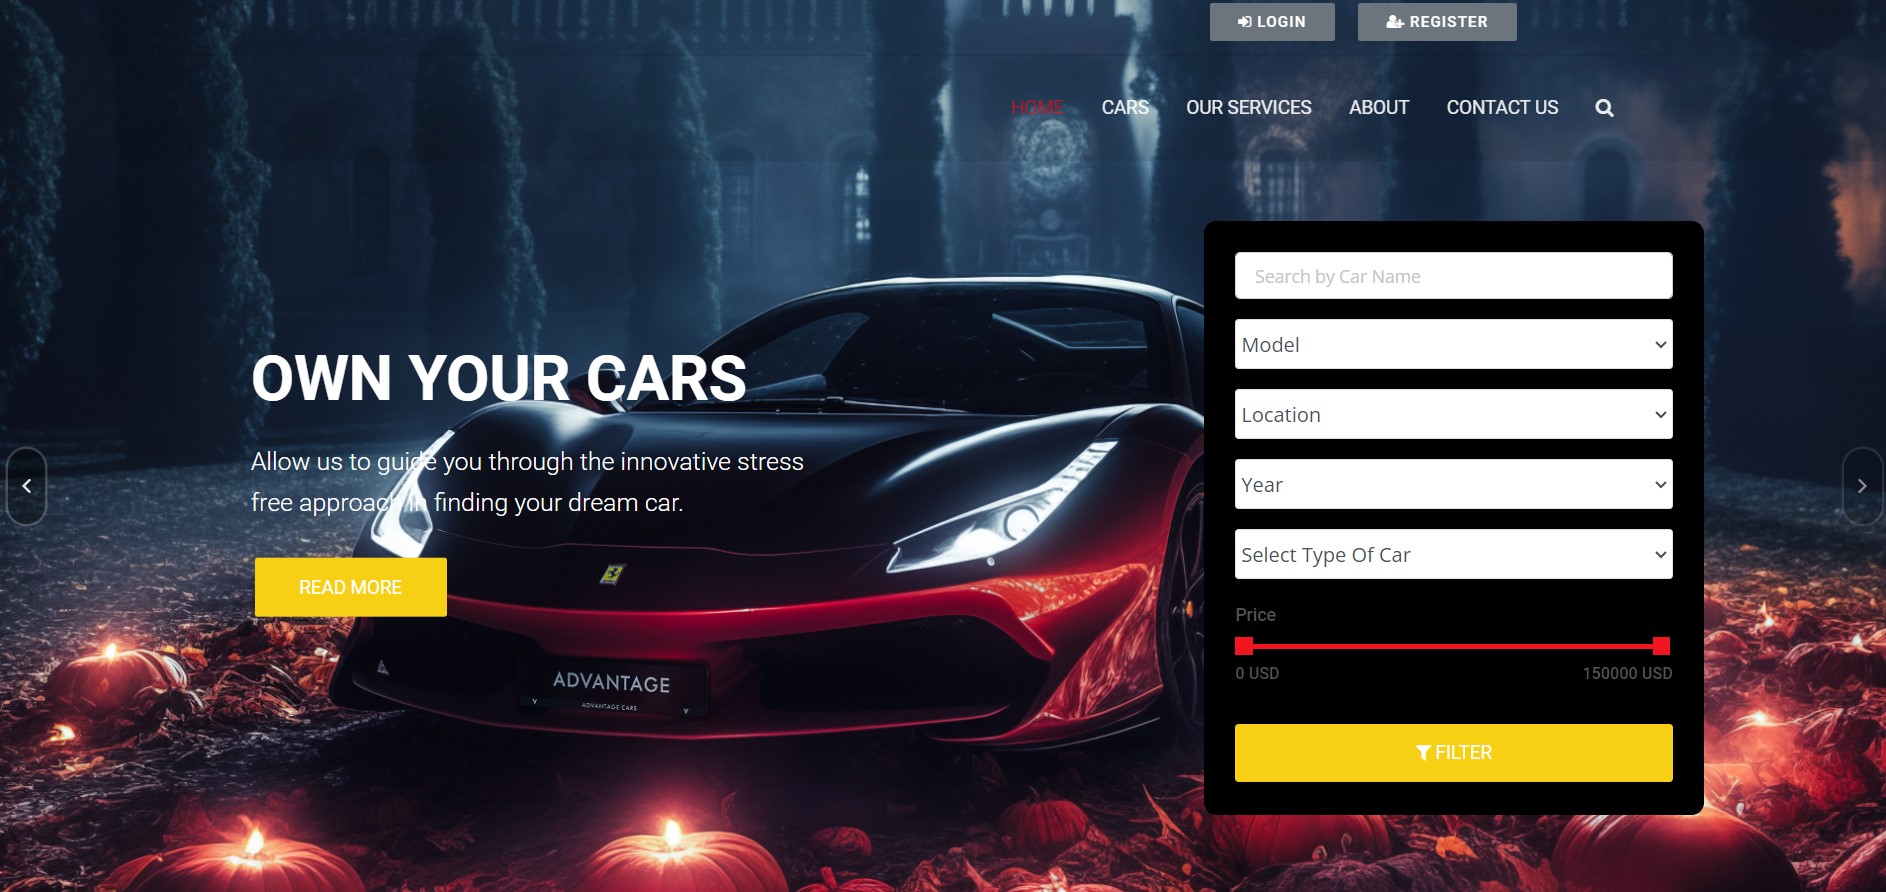 LOGIN
REGISTER
HOME
CARS
OUR SERVICES
ABOUT
CONTACT US
OWN YOUR CARS
Allow us to guide you through the innovative stress
free approach in finding your dream car.
READ MORE
ADVANTAGE
ADVANTAGE CARS
Search by Car Name
Model
Location
Year
Select Type Of Car
Price
0 USD
150000 USD
FILTER